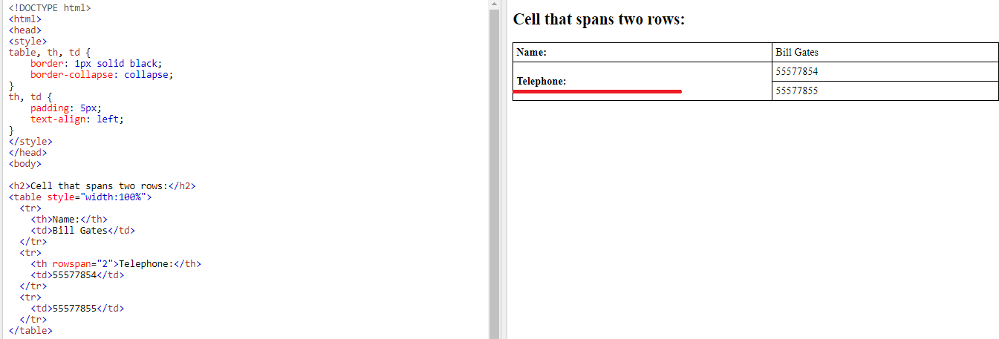 <!DOCTYPE html>
<html>
<head>
<style>
table, th, td {
    border: 1px solid black;
    border-collapse: collapse;
}
th, td {
    padding: 5px;
    text-align: left;
}
</style>
</head>
<body>

<h2>Cell that spans two rows:</h2>
<table style="width:100%">
  <tr>
    <th>Name:</th>
    <td>Bill Gates</td>
  </tr>
  <tr>
    <th rowspan="2">Telephone:</th>
    <td>55577854</td>
  </tr>
  <tr>
    <td>55577855</td>
  </tr>
</table>
Cell that spans two rows:
Name: Bill Gates
Telephone: 55577854
55577855